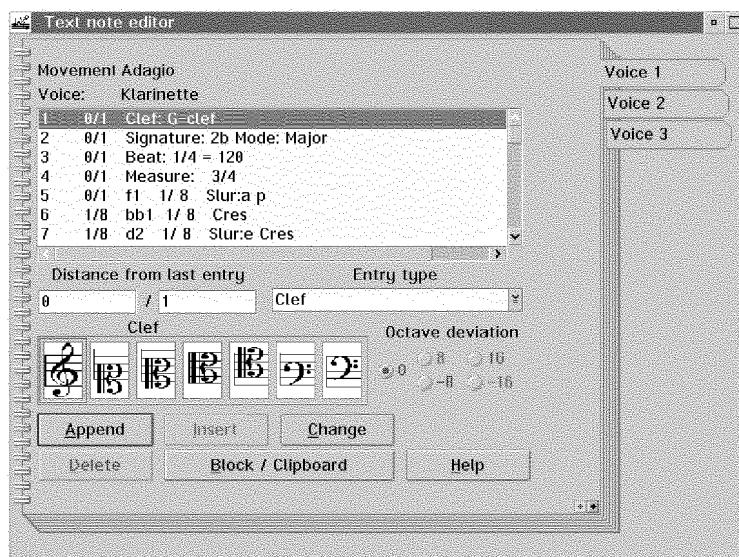 Text note editor
Movement Adagio
Voice: Klarinette
1 0/1 Clef: G-clef
2 0/1 Signature: 2b Mode: Major
3 0/1 Beat: 1/4 = 120
4 0/1 Measure: 3/4
5 0/1 f1 1/ 8 Slur:a p
6 1/8 bb1 1/ 8 Cres
7 1/8 d2 1/ 8 Slur:e Cres
Voice 1
Voice 2
Voice 3
Distance from last entry Entry type
0 / 1 Clef
Clef
Octave deviation
0 8 16
-8 -16
Append Insert Change
Delete Block / Clipboard Help